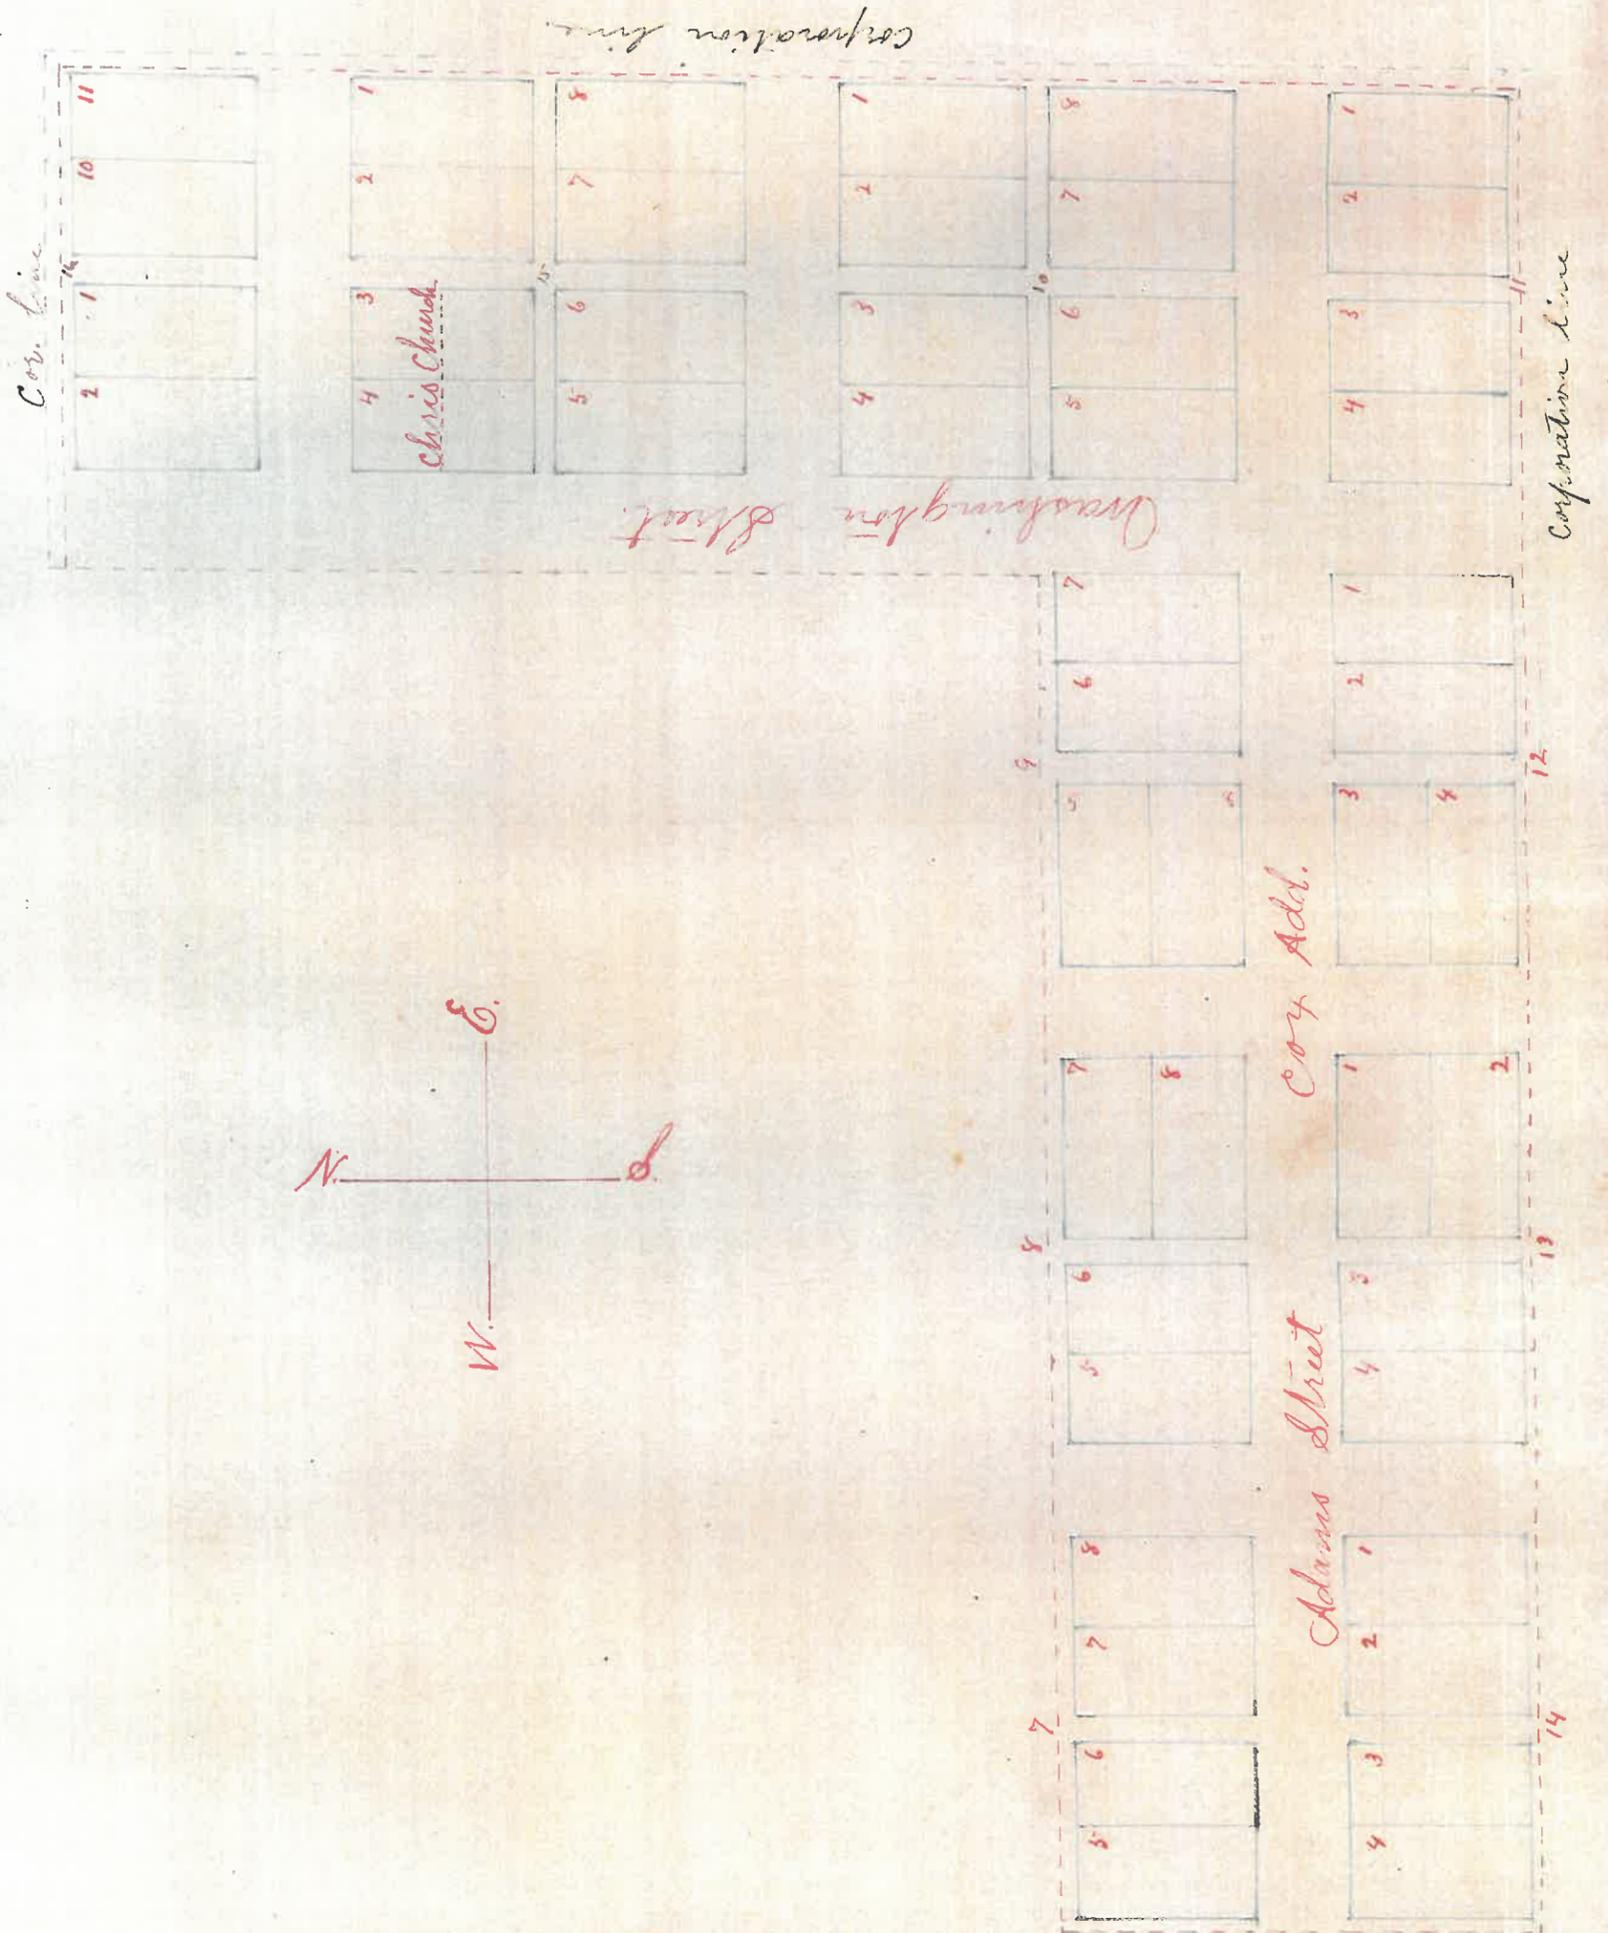 Cor. line
16
2 1 10 11
4 3 2 1
Chris Church
N.
W. E.
S.
15
5 6 7 8
Corporation line.
Washington Street.
4 3 2 1
10
7 8 9
5 6 7 8 5 6 7 5 6 7 5 6 7 8
8
Adams Street Cox Add.
4 3 2 1 4 3 1 3 2 1 4 3 2 1
4
2
14 13 12 11
Corporation line